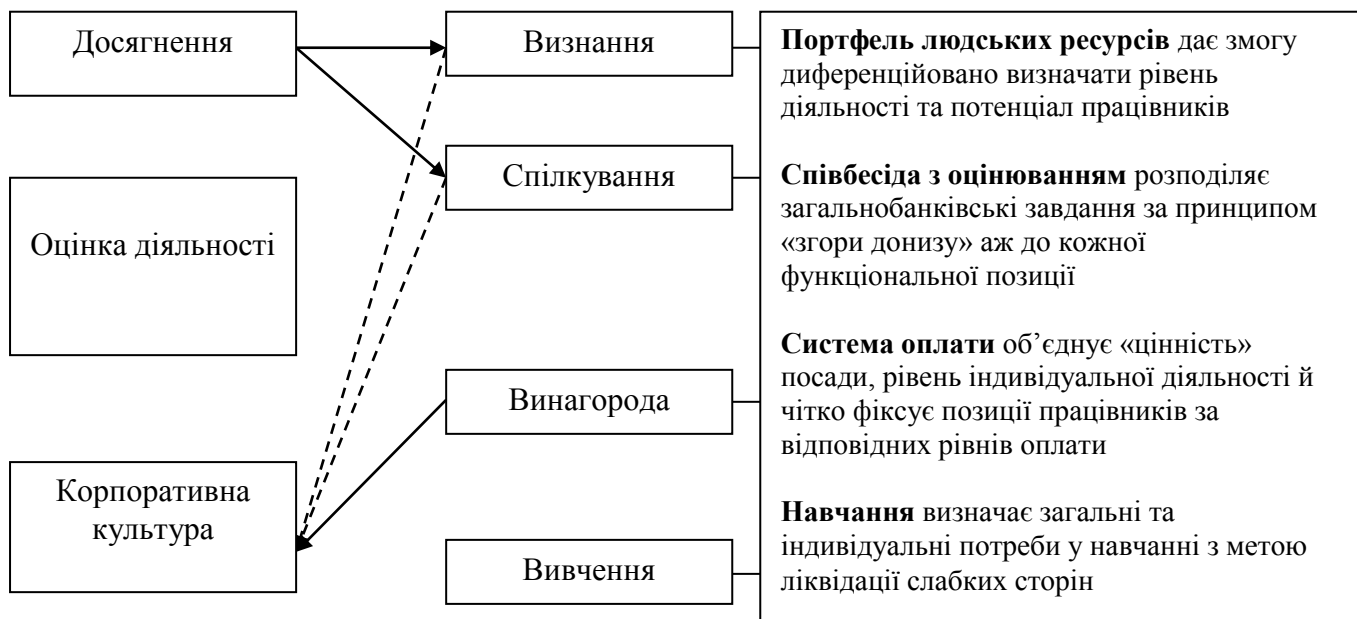 Досягнення
Оцінка діяльності
Корпоративна
культура
Визнання
Спілкування
Винагорода
Вивчення
Портфель людських ресурсів дає змогу
диференційовано визначати рівень
діяльності та потенціал працівників
Співбесіда з оцінюванням розподіляє
загальнобанківські завдання за принципом
«згори донизу» аж до кожної
функціональної позиції
Система оплати об’єднує «цінність»
посади, рівень індивідуальної діяльності й
чітко фіксує позиції працівників за
відповідних рівнів оплати
Навчання визначає загальні та
індивідуальні потреби у навчанні з метою
ліквідації слабких сторін